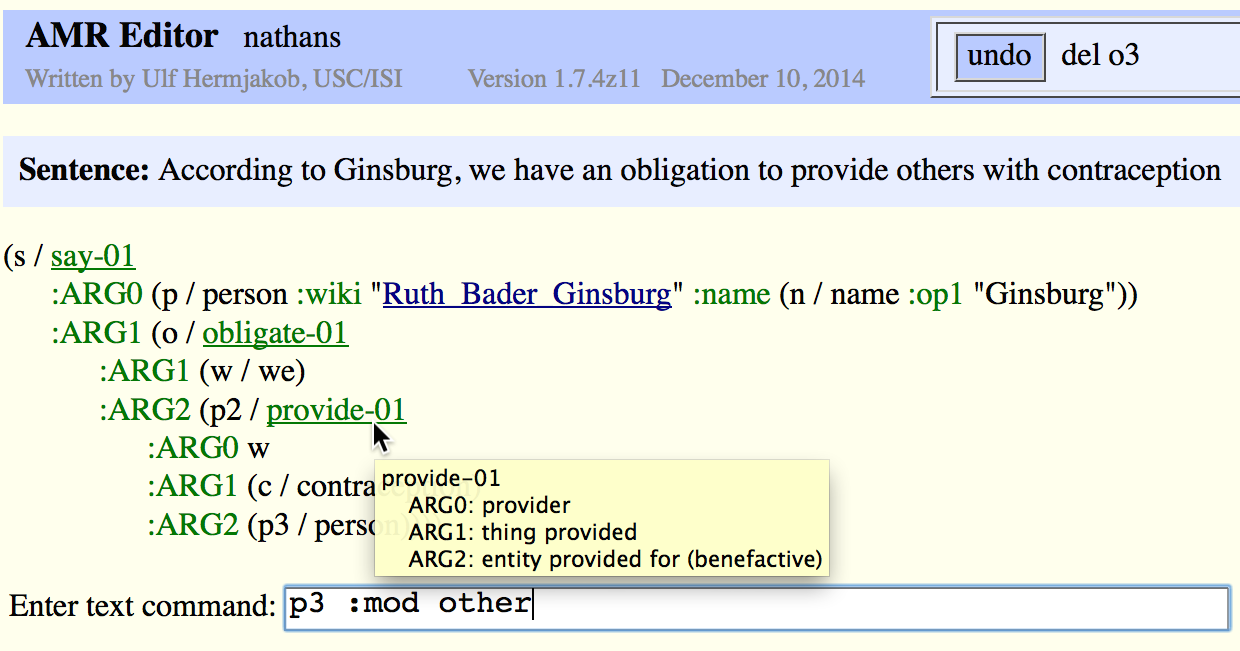 AMR Editor nathans
Written by Ulf Hermjakob, USC/ISI Version 1.7.4z11 December 10, 2014
undo del o3
Sentence: According to Ginsburg, we have an obligation to provide others with contraception
(s / say-01
:ARG0 (p / person :wiki "Ruth_Bader_Ginsburg" :name (n / name :op1 "Ginsburg"))
:ARG1 (o / obligate-01
:ARG1 (w / we)
:ARG2 (p2 / provide-01
:ARG0 w
:ARG1 (c / contraception)
:ARG2 (p3 / person
provide-01
ARG0: provider
ARG1: thing provided
ARG2: entity provided for (benefactive)
Enter text command: p3 :mod other